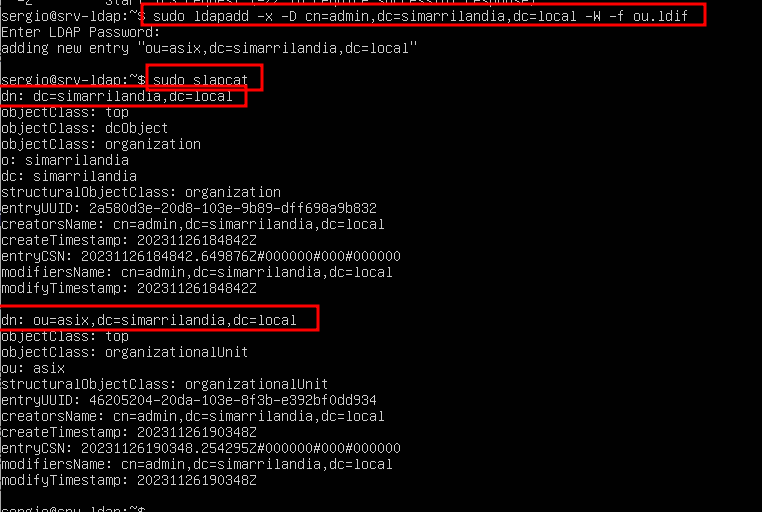 sergio@srv-ldap:~$ sudo ldapadd -x -D cn=admin,dc=simarrilandia,dc=local -W -f ou.ldif
Enter LDAP Password:
adding new entry "ou=asix,dc=simarrilandia,dc=local"
sergio@srv-ldap:~$ sudo slapcat
dn: dc=simarrilandia,dc=local
objectClass: top
objectClass: dcObject
objectClass: organization
o: simarrilandia
dc: simarrilandia
structuralObjectClass: organization
entryUUID: 2a580d3e-20d8-103e-9b89-dff698a9b832
creatorsName: cn=admin,dc=simarrilandia,dc=local
createTimestamp: 20231126184842Z
entryCSN: 20231126184842.649876Z#000000#000#000000
modifiersName: cn=admin,dc=simarrilandia,dc=local
modifyTimestamp: 20231126184842Z
dn: ou=asix,dc=simarrilandia,dc=local
objectClass: top
objectClass: organizationalUnit
ou: asix
structuralObjectClass: organizationalUnit
entryUUID: 46205204-20da-103e-8f3b-e392bf0dd934
creatorsName: cn=admin,dc=simarrilandia,dc=local
createTimestamp: 20231126190348Z
entryCSN: 20231126190348.254295Z#000000#000#000000
modifiersName: cn=admin,dc=simarrilandia,dc=local
modifyTimestamp: 20231126190348Z
sergio@srv-ldap:~$